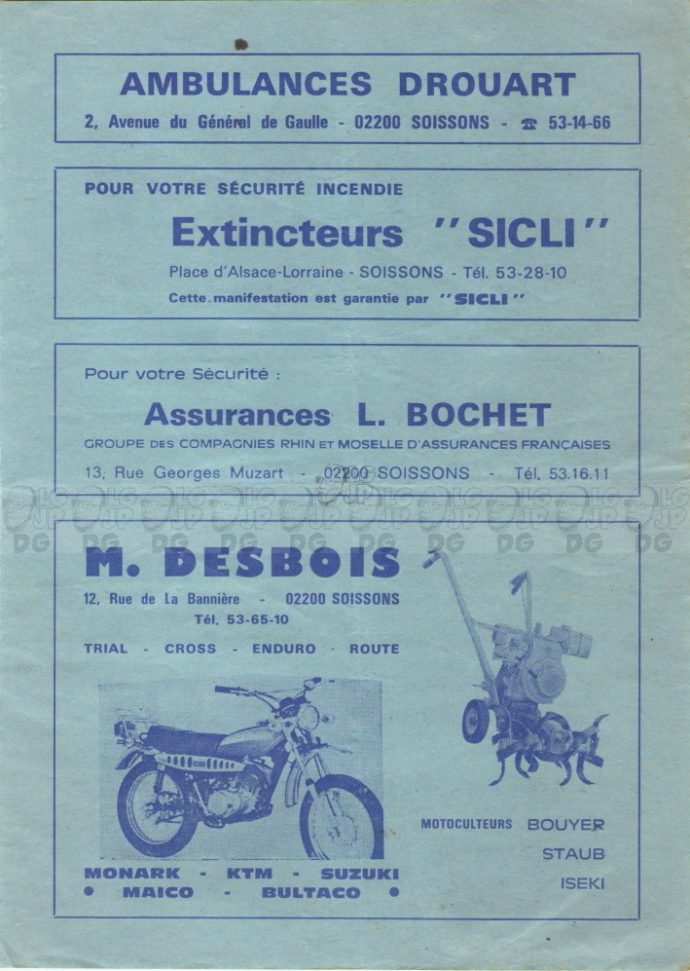 AMBULANCES DROUART
2, Avenue du Général de Gaulle - 02200 SOISSONS - ☎ 53-14-66
POUR VOTRE SÉCURITÉ INCENDIE
Extincteurs "SICLI"
Place d'Alsace-Lorraine - SOISSONS - Tél. 53-28-10
Cette manifestation est garantie par "SICLI"
Pour votre Sécurité :
Assurances L. BOCHET
GROUPE DES COMPAGNIES RHIN ET MOSELLE D'ASSURANCES FRANÇAISES
13, Rue Georges Muzart - 02200 SOISSONS - Tél. 53.16.11
M. DESBOIS
12, Rue de La Bannière - 02200 SOISSONS
Tél. 53-65-10
TRIAL - CROSS - ENDURO - ROUTE
MONARK - KTM - SUZUKI
• MAICO - BULTACO •
MOTOCULTEURS BOUYER
STAUB
ISEKI